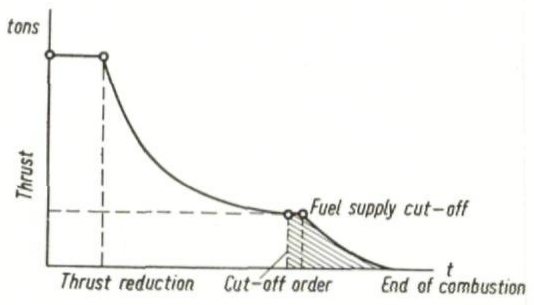 tons
Thrust
Fuel supply cut-off
t
Thrust reduction
Cut-off order
End of combustion